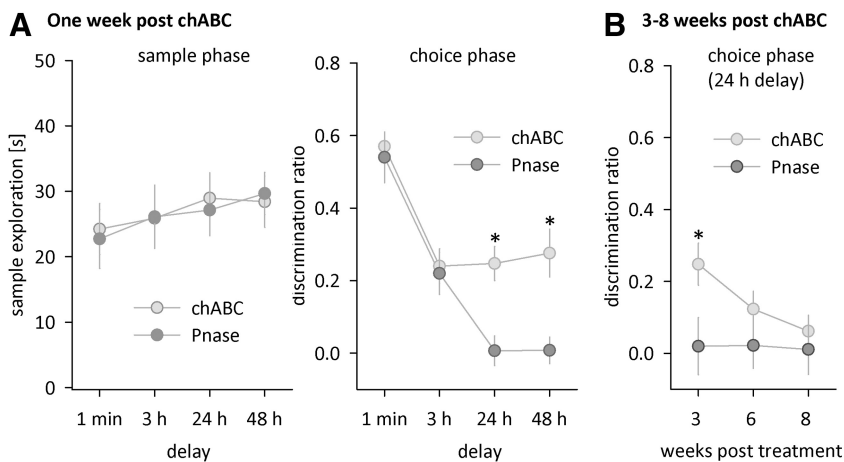 A One week post chABC
sample phase
50
40
30
20
10
0
sample exploration [s]
chABC
Pnase
1 min 3 h 24 h 48 h
delay
choice phase
0.8
0.6
0.4
0.2
0.0
discrimination ratio
chABC
Pnase
*
*
1 min 3 h 24 h 48 h
delay
B 3-8 weeks post chABC
choice phase
(24 h delay)
0.8
0.6
0.4
0.2
0.0
discrimination ratio
chABC
Pnase
*
3 6 8
weeks post treatment